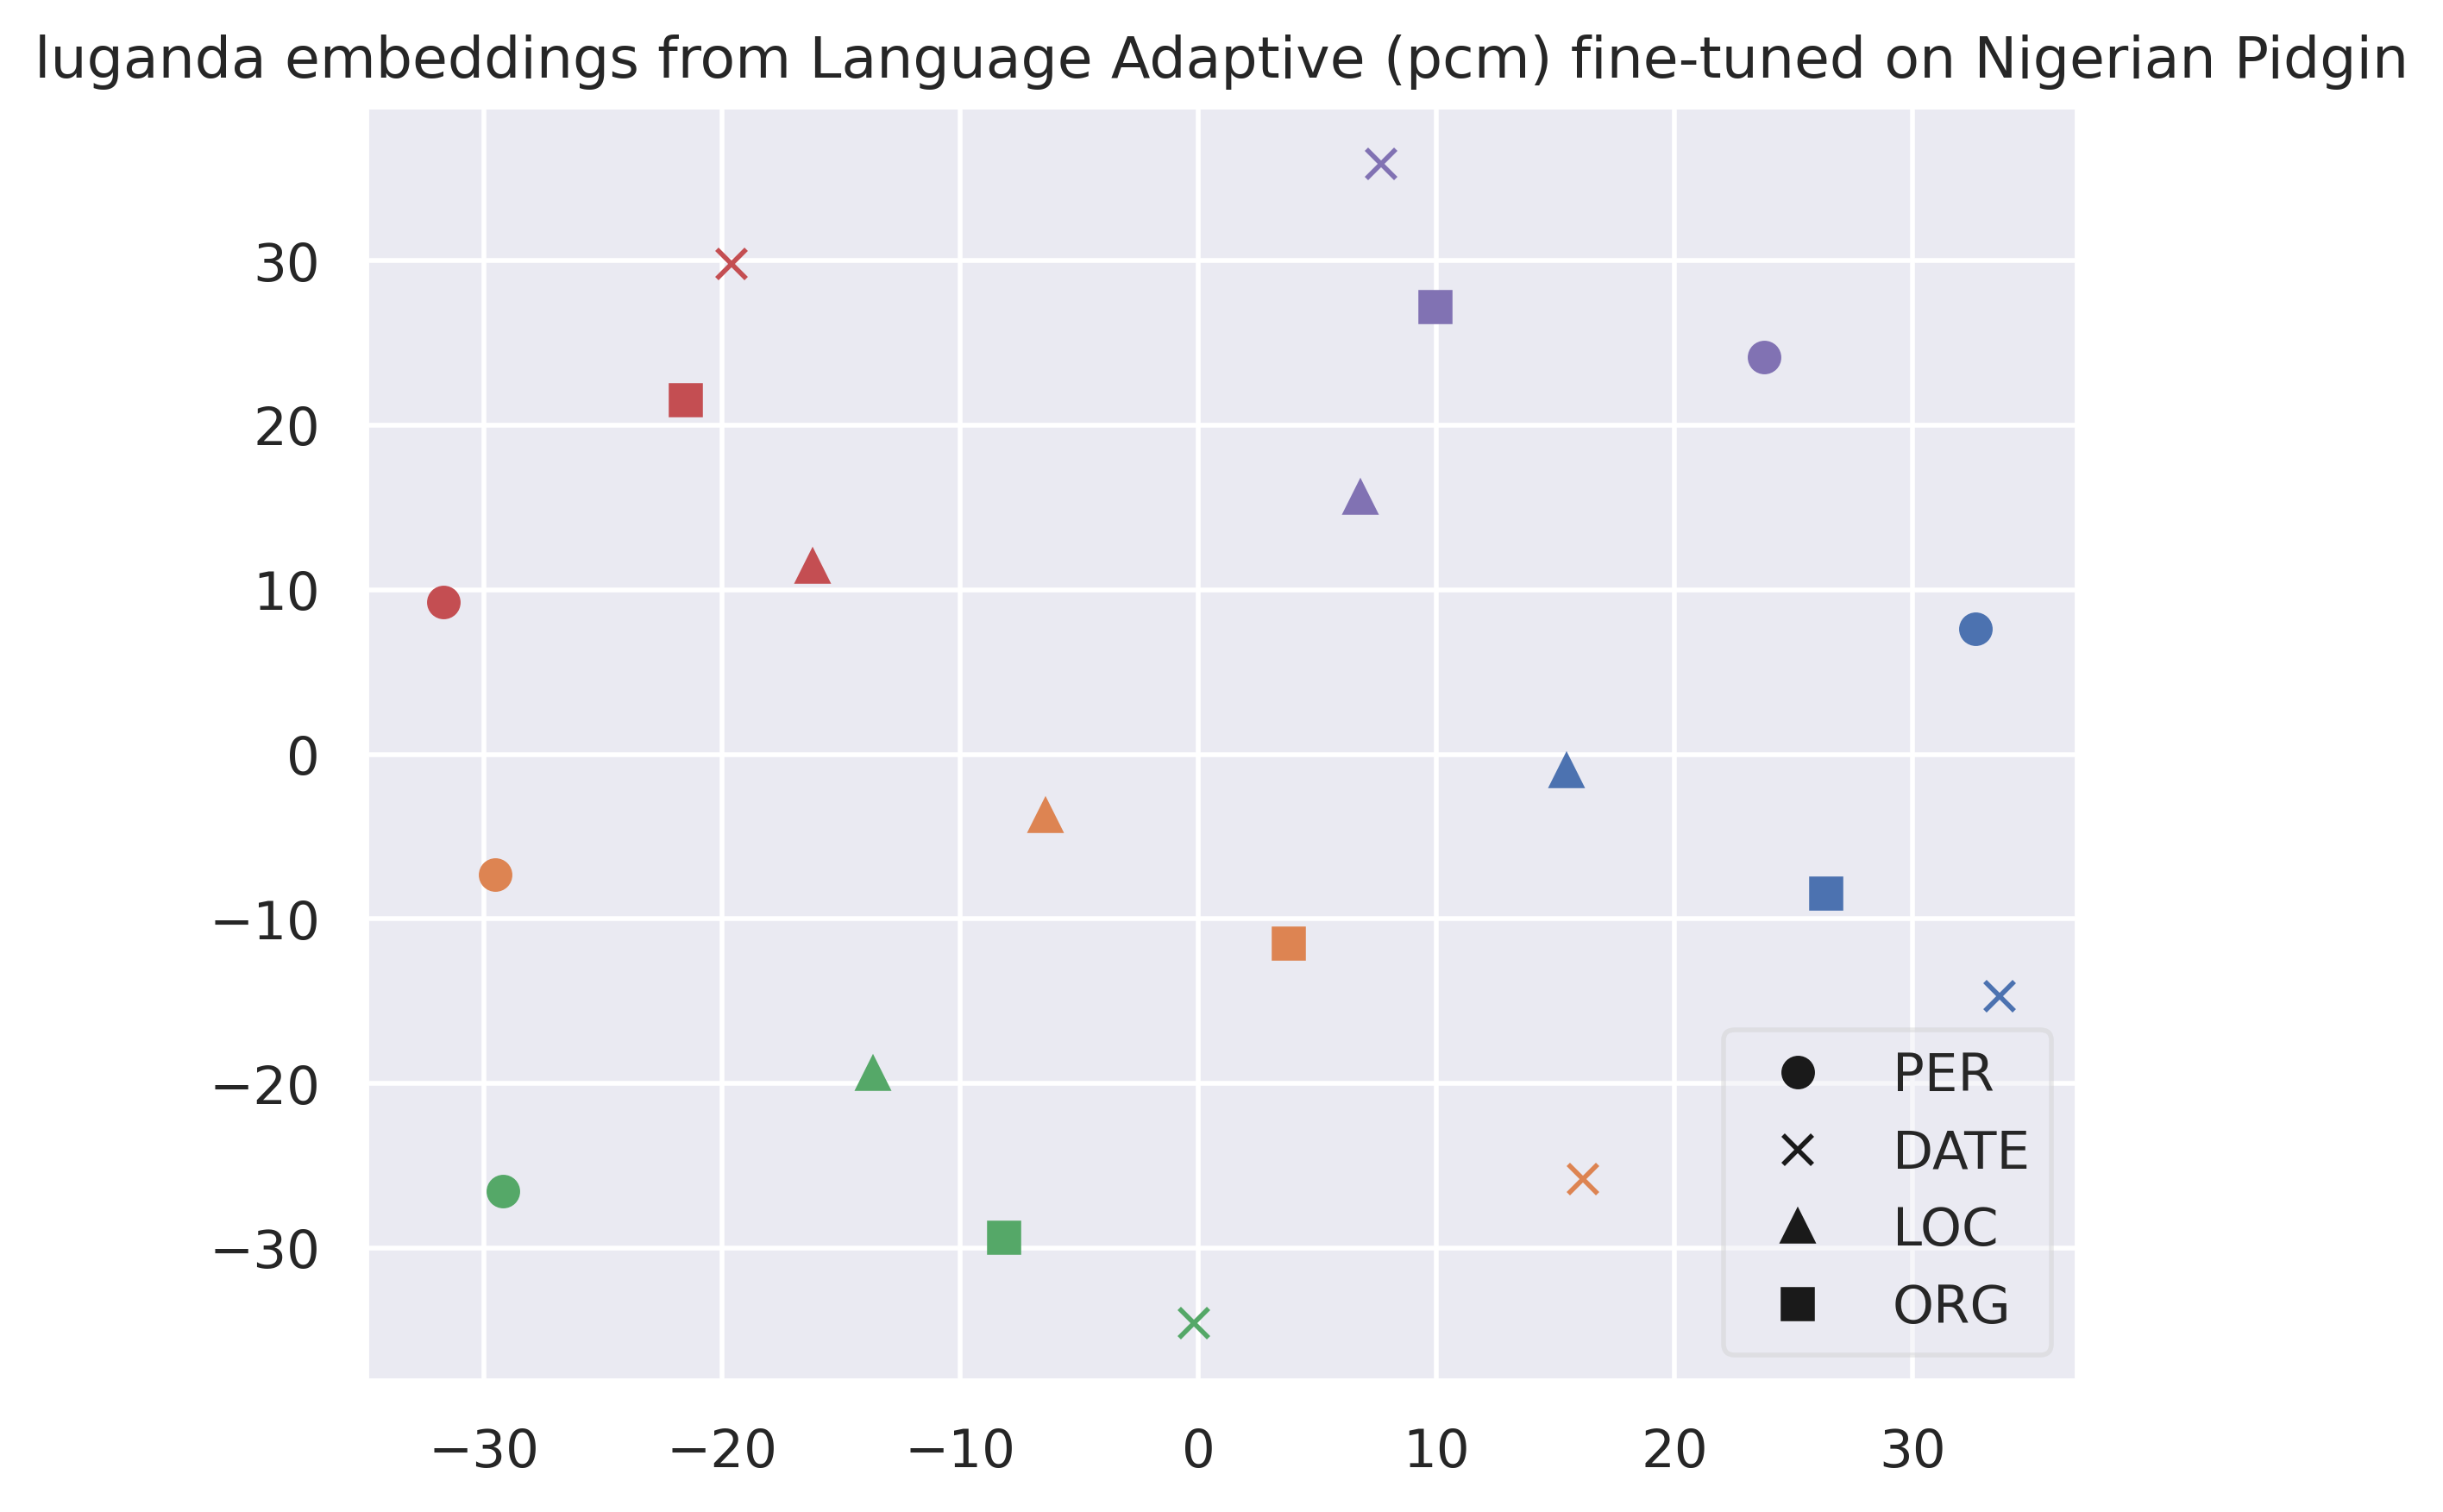 luganda embeddings from Language Adaptive (pcm) fine-tuned on Nigerian Pidgin
30
20
10
0
−10
−20
−30
PER
DATE
LOC
ORG
−30 −20 −10 0 10 20 30